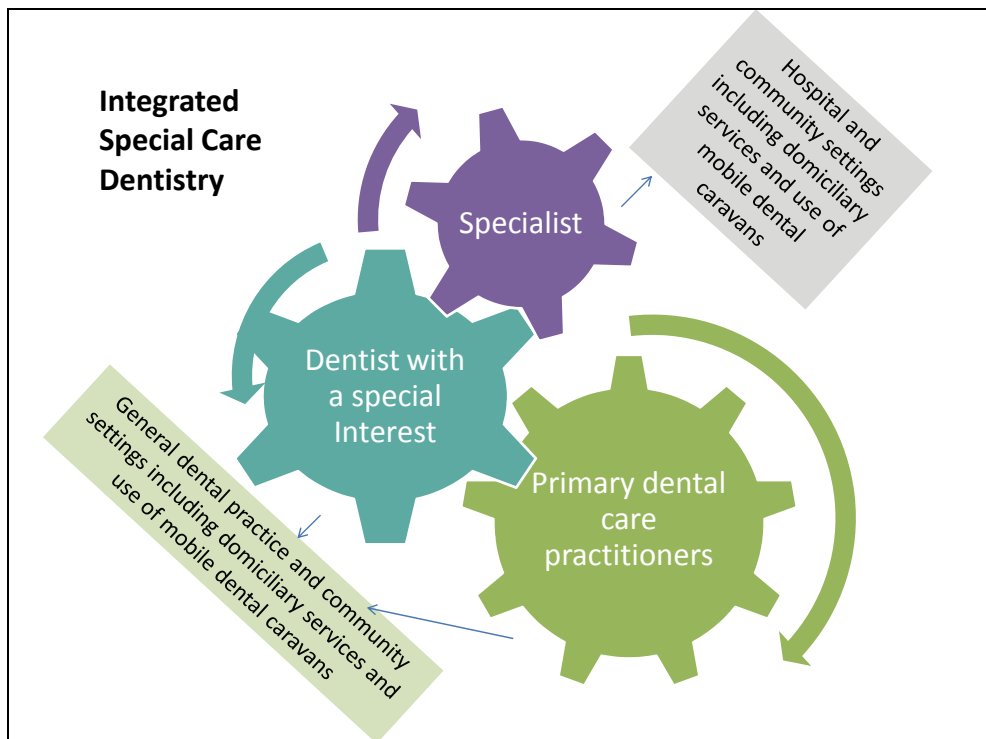 Integrated
Special Care
Dentistry
Hospital and
community settings
including domiciliary
services and use of
mobile dental
caravans
Specialist
Dentist with
a special
Interest
General dental practice and community
settings including domiciliary services and
use of mobile dental caravans
Primary dental
care
practitioners